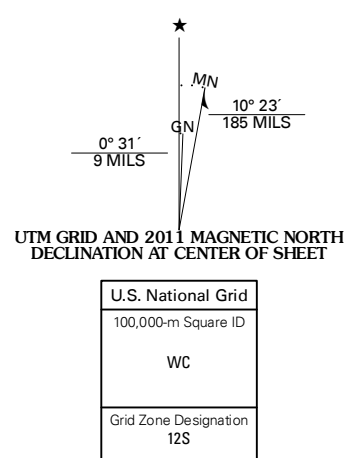 ★
MN
10° 23´
185 MILS
GN
0° 31´
9 MILS
UTM GRID AND 2011 MAGNETIC NORTH
DECLINATION AT CENTER OF SHEET
U.S. National Grid
100,000-m Square ID
WC
Grid Zone Designation
12S